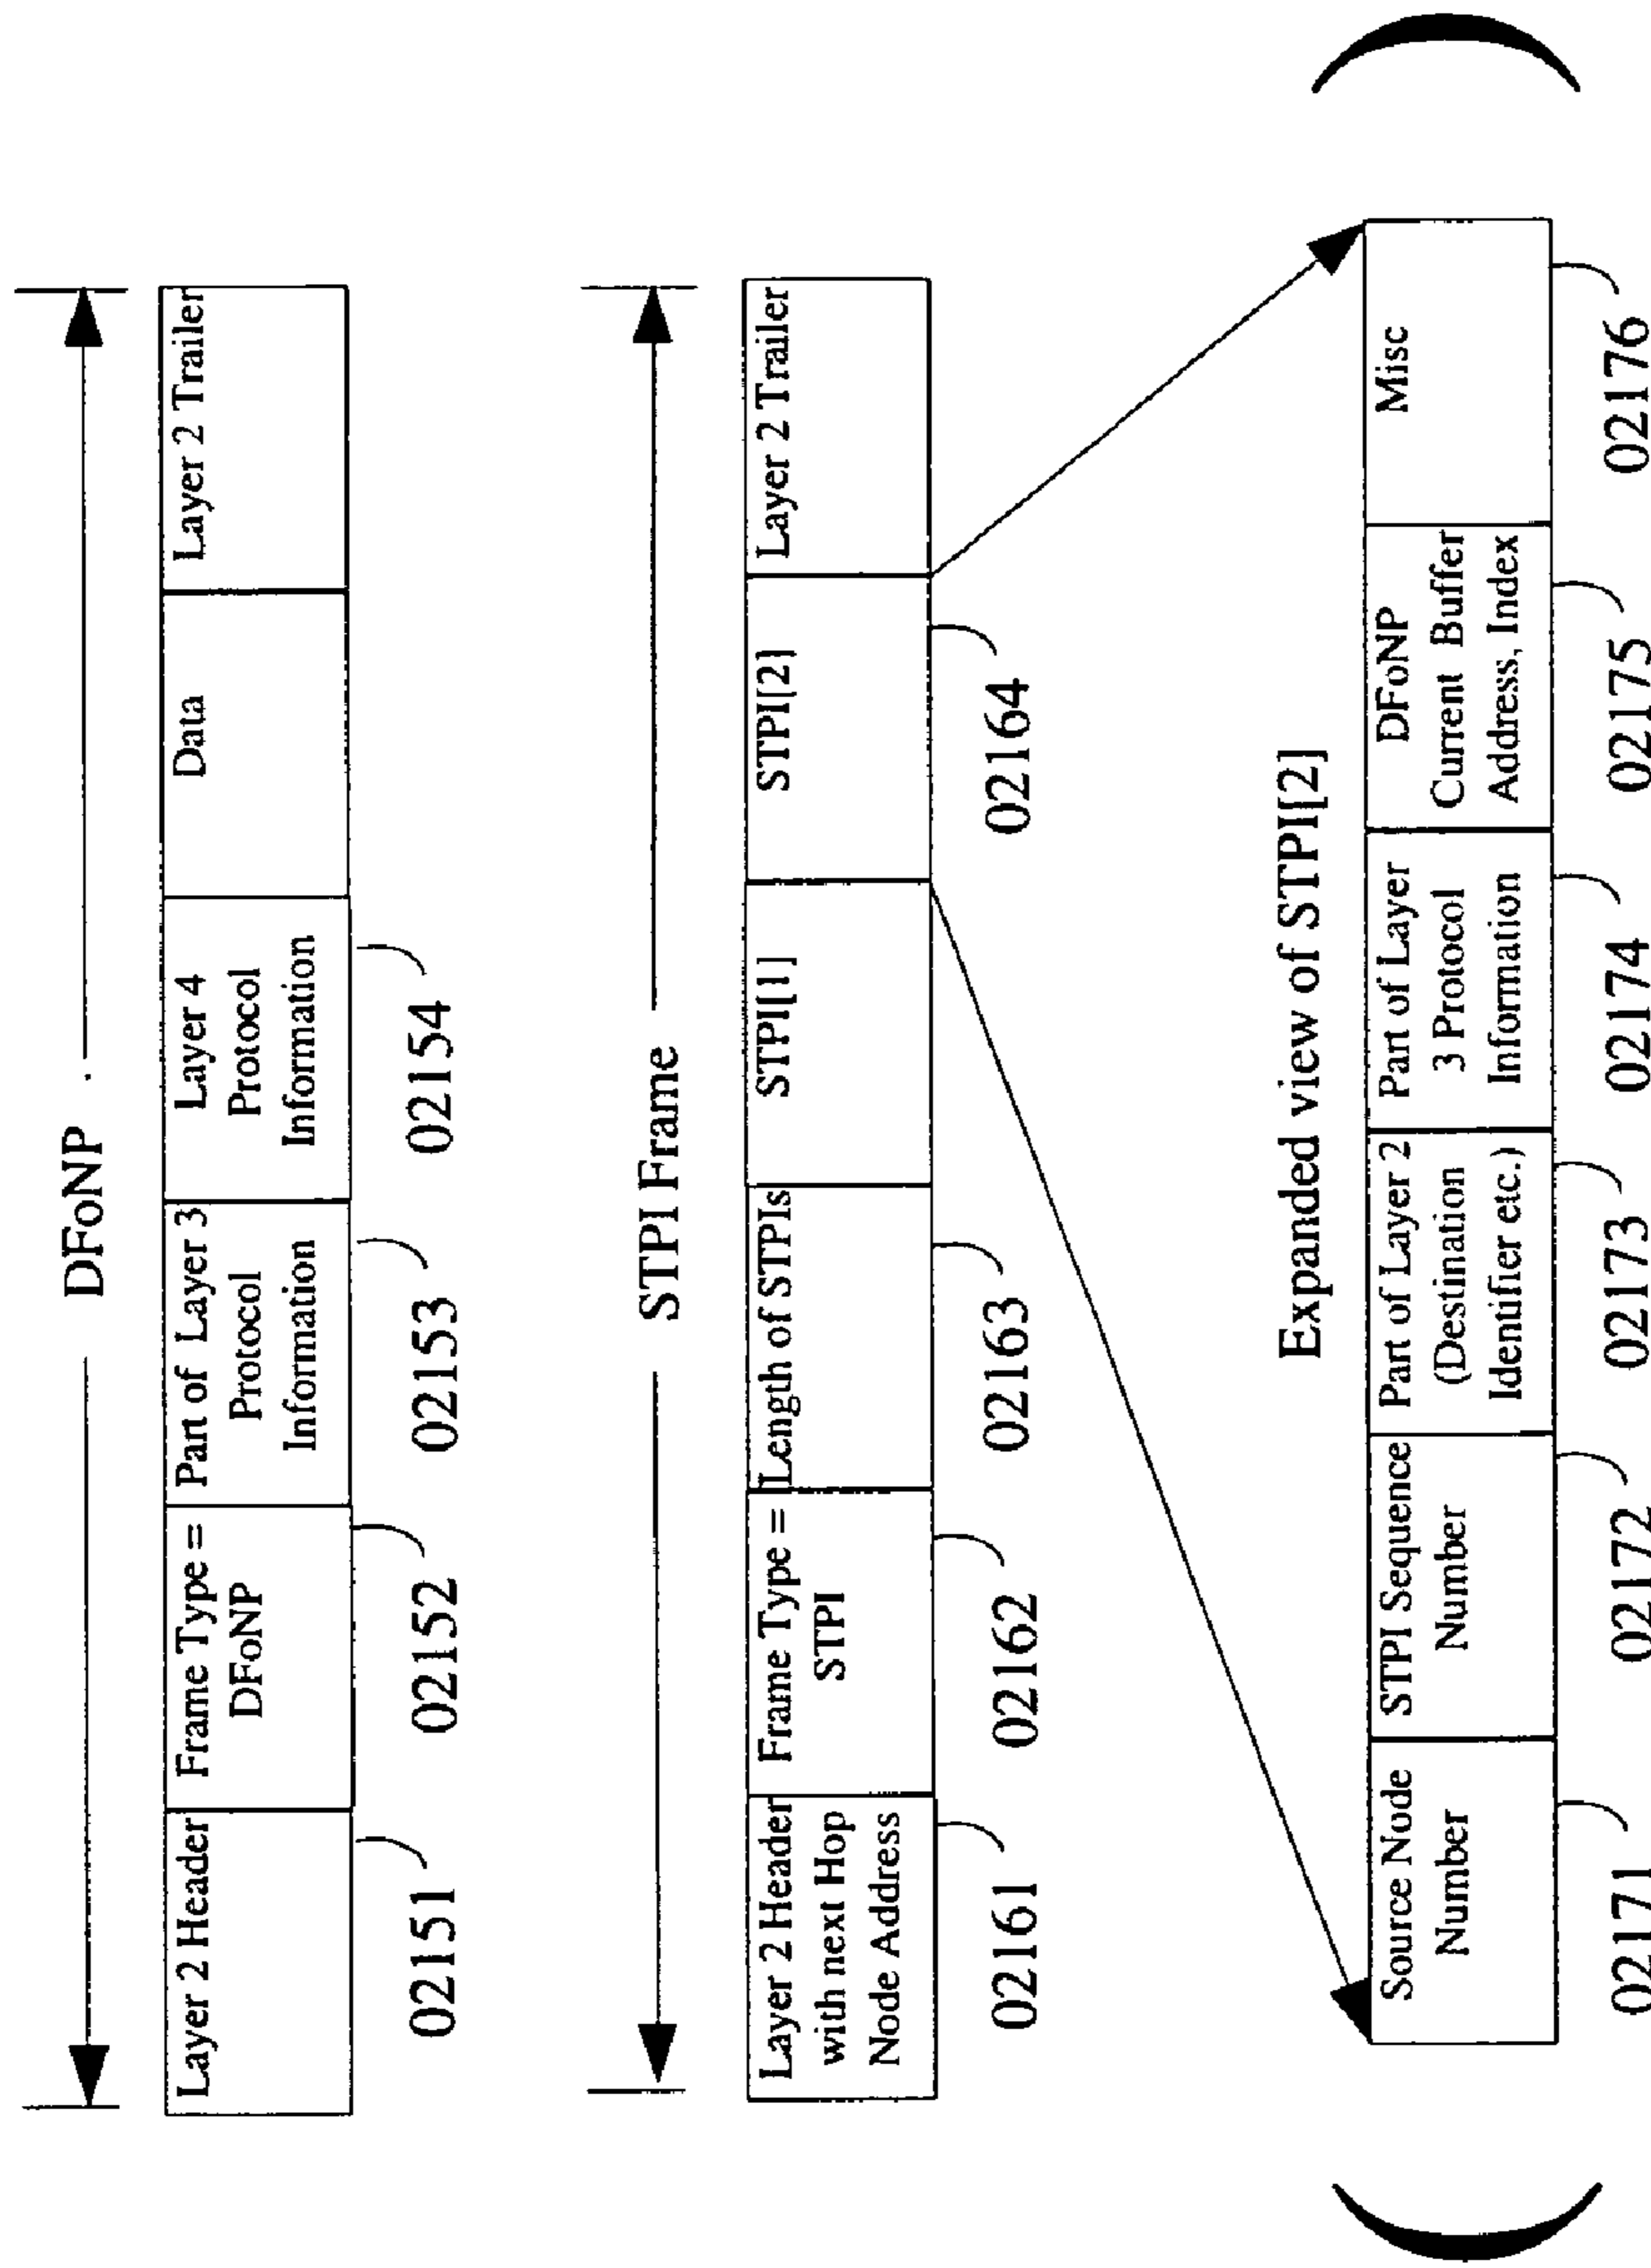 DFoNP
Layer 2 Header
Frame Type =
DFoNP
Part of Layer 3
Protocol
Information
Layer 4
Protocol
Information
Data
Layer 2 Trailer
02151
02152
02153
02154
STPI Frame
Layer 2 Header
with next Hop
Node Address
Frame Type =
STPI
Length of STPIs
STPI[1]
STPI[2]
Layer 2 Trailer
02161
02162
02163
02164
Expanded view of STPI[2]
Source Node
Number
STPI Sequence
Number
Part of Layer 2
(Destination
Identifier etc.)
Part of Layer
3 Protocol
Information
DFoNP
Current Buffer
Address, Index
Misc
02171
02172
02173
02174
02175
02176